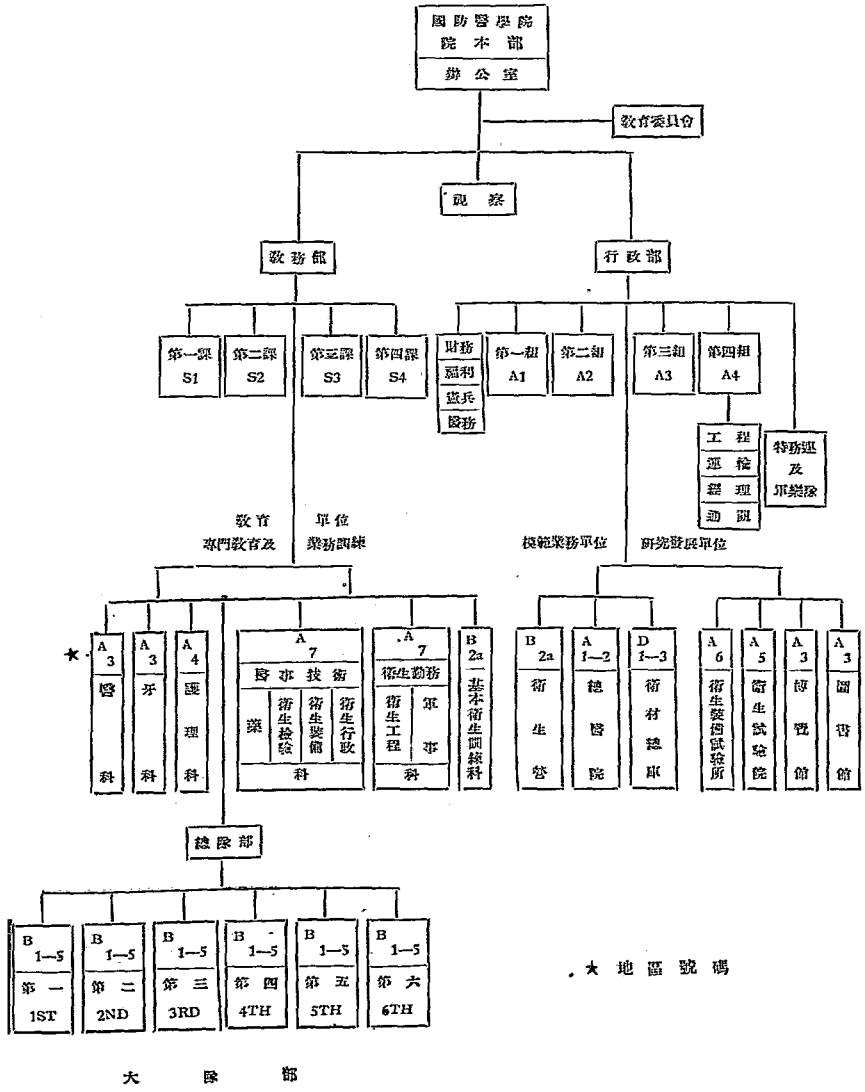 國防醫學院
院本部
辦公室
教育委員會
視察
教務部
行政部
第一課
S1
第二課
S2
第三課
S3
第四課
S4
財務
福利
憲兵
醫務
第一組
A1
第二組
A2
第三組
A3
第四組
A4
工程
運輸
經理
通訊
特務連
及
軍樂隊
教育單位
專門教育及業務訓練
模範業務單位
研究發展單位
★
A
3
醫科
A
3
牙科
A
4
護理科
A
7
醫事技術
藥
衛生檢驗
衛生裝備
衛生行政
科
A
7
衛生勤務
衛生工程
軍事
科
B
2a
基本衛生訓練科
B
2a
衛生營
A
1—2
總醫院
D
1—3
衛材總庫
A
6
衛生裝備試驗所
A
5
衛生試驗院
A
3
博覽館
A
3
圖書館
總隊部
B
1—5
第一
1ST
B
1—5
第二
2ND
B
1—5
第三
3RD
B
1—5
第四
4TH
B
1—5
第五
5TH
B
1—5
第六
6TH
★地區號碼
大隊部